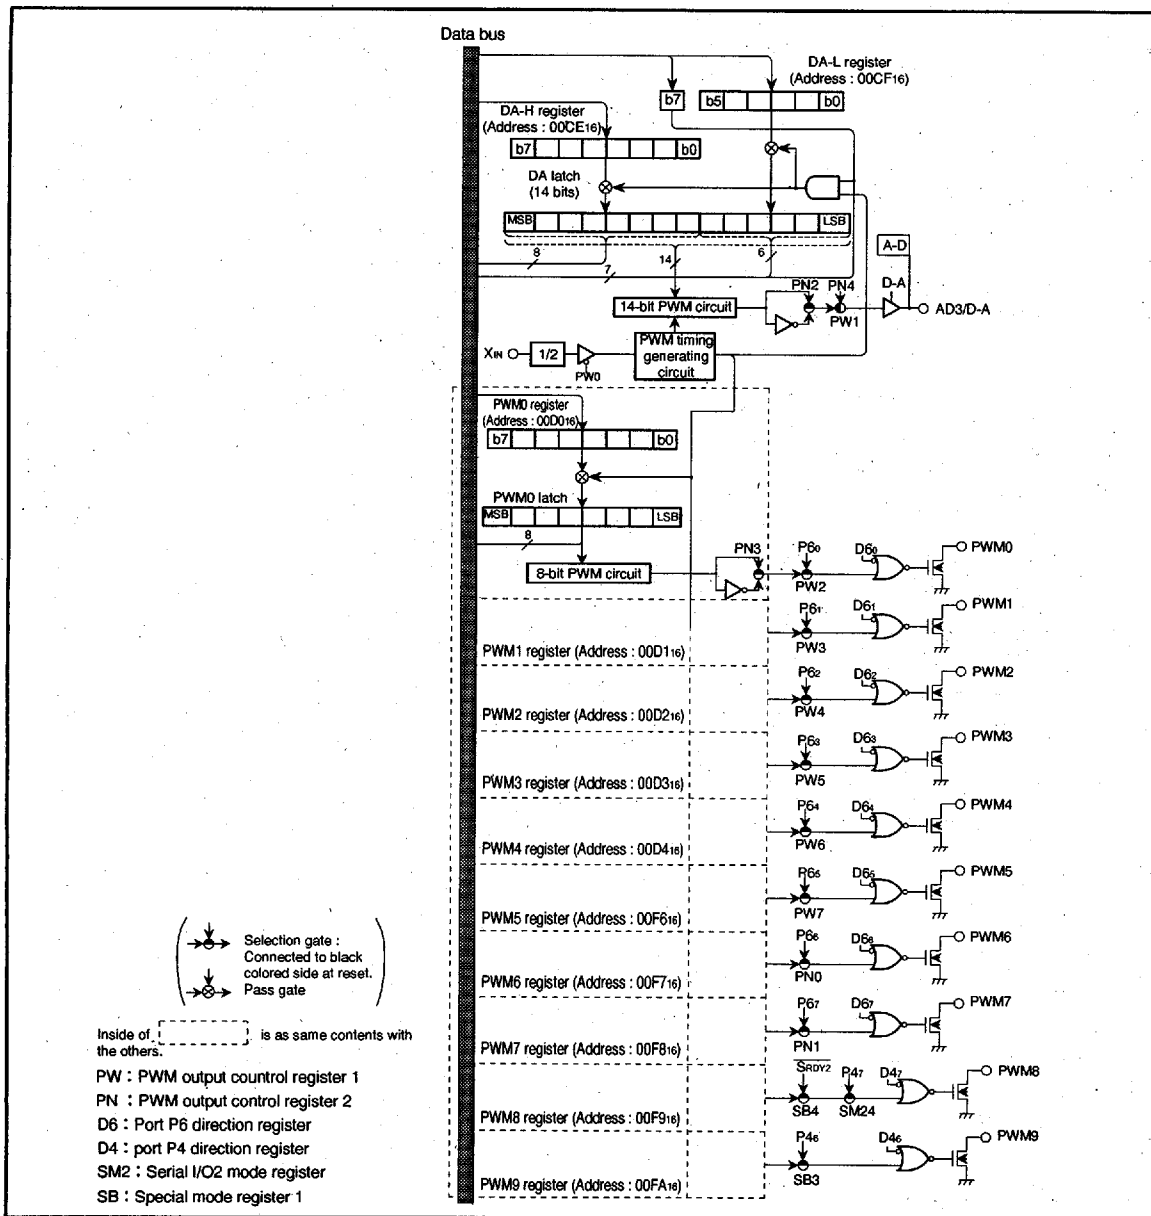 Data bus
DA-L register
(Address : 00CF16)
b7
b5
b0
DA-H register
(Address : 00CE16)
b7
b0
DA latch
(14 bits)
MSB
LSB
8
14
6
7
A-D
PN2
PN4
D-A
14-bit PWM circuit
PW1
AD3/D-A
XIN
1/2
PW0
PWM timing
generating
circuit
PWM0 register
(Address : 00D016)
b7
b0
PWM0 latch
MSB
LSB
8
8-bit PWM circuit
PN3
P60
D60
PWM0
PW2
P61
D61
PWM1
PW3
PWM1 register (Address : 00D116)
P62
D62
PWM2
PW4
PWM2 register (Address : 00D216)
P63
D63
PWM3
PW5
PWM3 register (Address : 00D316)
P64
D64
PWM4
PW6
PWM4 register (Address : 00D416)
P65
D65
PWM5
PW7
PWM5 register (Address : 00F616)
P66
D66
PWM6
PN0
PWM6 register (Address : 00F716)
P67
D67
PWM7
PN1
PWM7 register (Address : 00F816)
SRDY2
P47
D47
PWM8
SB4
SM24
PWM8 register (Address : 00F916)
P46
D46
PWM9
SB3
PWM9 register (Address : 00FA16)
Selection gate :
Connected to black
colored side at reset.
Pass gate
Inside of is as same contents with
the others.
PW : PWM output countrol register 1
PN : PWM output control register 2
D6 : Port P6 direction register
D4 : port P4 direction register
SM2 : Serial I/O2 mode register
SB : Special mode register 1